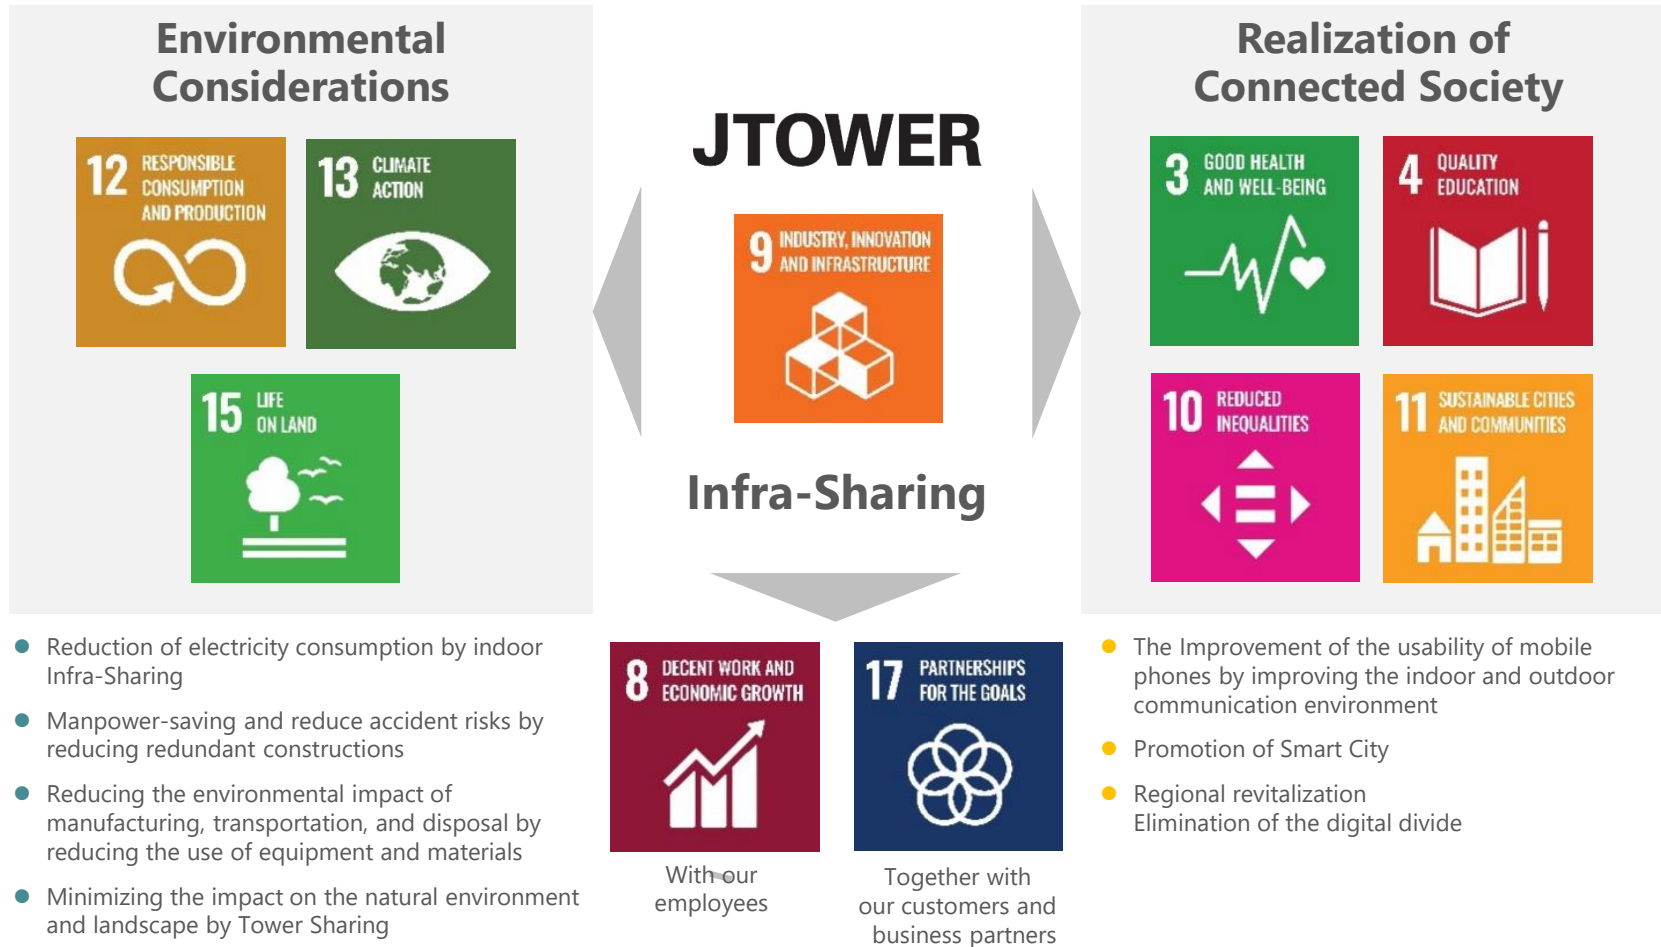 Environmental
Considerations
12 RESPONSIBLE
CONSUMPTION
AND PRODUCTION
13 CLIMATE
ACTION
15 LIFE
ON LAND
Reduction of electricity consumption by indoor
Infra-Sharing
Manpower-saving and reduce accident risks by
reducing redundant constructions
Reducing the environmental impact of
manufacturing, transportation, and disposal by
reducing the use of equipment and materials
Minimizing the impact on the natural environment
and landscape by Tower Sharing
JTOWER
9 INDUSTRY, INNOVATION
AND INFRASTRUCTURE
Infra-Sharing
8 DECENT WORK AND
ECONOMIC GROWTH
With our
employees
17 PARTNERSHIPS
FOR THE GOALS
Together with
our customers and
business partners
Realization of
Connected Society
3 GOOD HEALTH
AND WELL-BEING
4 QUALITY
EDUCATION
10 REDUCED
INEQUALITIES
11 SUSTAINABLE CITIES
AND COMMUNITIES
The Improvement of the usability of mobile
phones by improving the indoor and outdoor
communication environment
Promotion of Smart City
Regional revitalization
Elimination of the digital divide